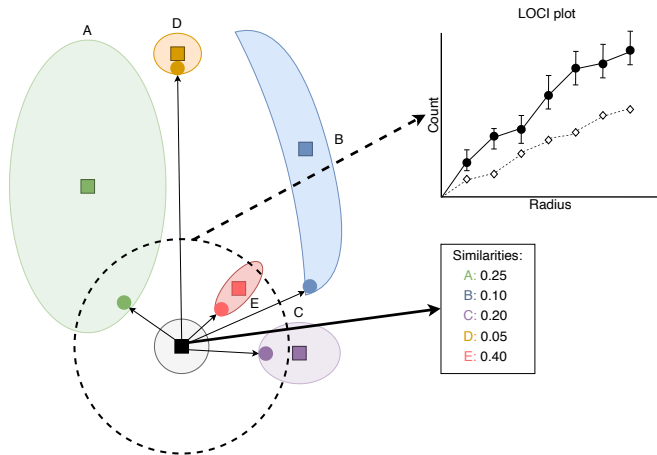 LOCI plot
D
A
B
Count
Radius
E
C
Similarities:
A: 0.25
B: 0.10
C: 0.20
D: 0.05
E: 0.40